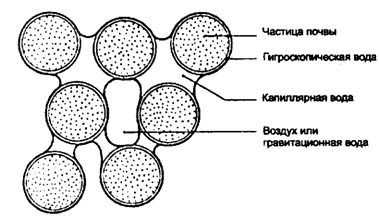 Частица почвы
Гигроскопическая вода
Капиллярная вода
Воздух или
гравитационная вода